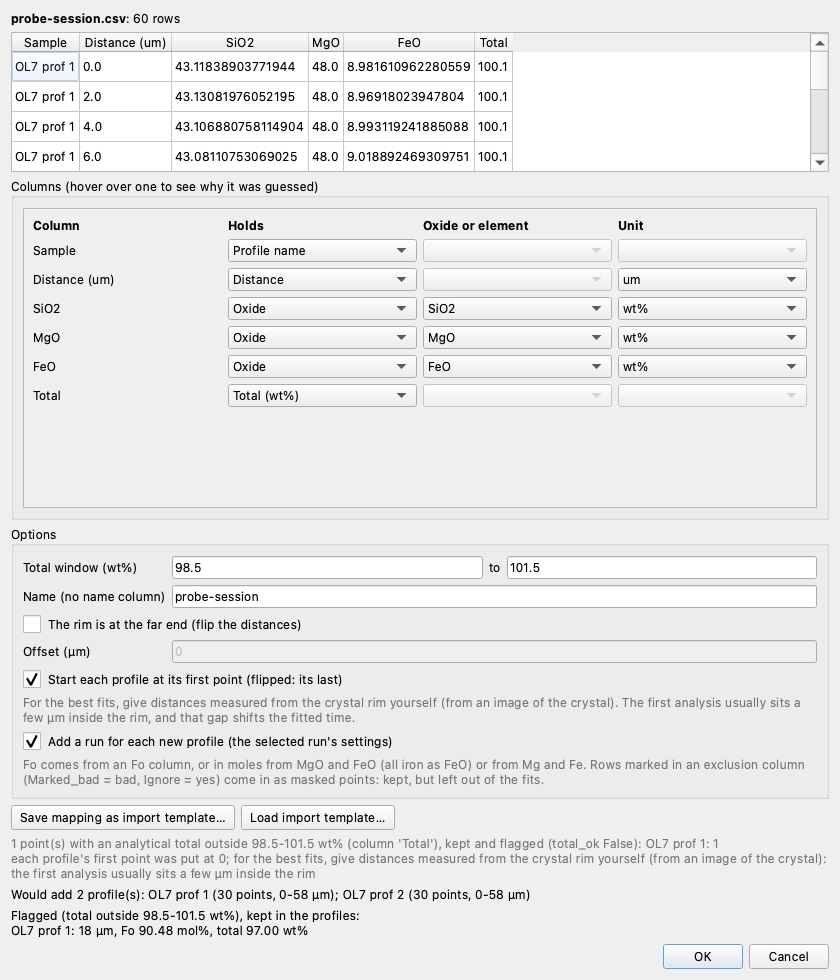 probe-session.csv: 60 rows
Sample Distance (um) SiO2 MgO FeO Total
OL7 prof 1 0.0 43.11838903771944 48.0 8.981610962280559 100.1
OL7 prof 1 2.0 43.13081976052195 48.0 8.96918023947804 100.1
OL7 prof 1 4.0 43.106880758114904 48.0 8.993119241885088 100.1
OL7 prof 1 6.0 43.08110753069025 48.0 9.018892469309751 100.1
Columns (hover over one to see why it was guessed)
Column Holds Oxide or element Unit
Sample Profile name
Distance (um) Distance um
SiO2 Oxide SiO2 wt%
MgO Oxide MgO wt%
FeO Oxide FeO wt%
Total Total (wt%)
Options
Total window (wt%) 98.5 to 101.5
Name (no name column) probe-session
The rim is at the far end (flip the distances)
Offset (µm) 0
Start each profile at its first point (flipped: its last)
For the best fits, give distances measured from the crystal rim yourself (from an image of the crystal). The first analysis usually sits a
few µm inside the rim, and that gap shifts the fitted time.
Add a run for each new profile (the selected run's settings)
Fo comes from an Fo column, or in moles from MgO and FeO (all iron as FeO) or from Mg and Fe. Rows marked in an exclusion column
(Marked_bad = bad, Ignore = yes) come in as masked points: kept, but left out of the fits.
Save mapping as import template... Load import template...
1 point(s) with an analytical total outside 98.5-101.5 wt% (column 'Total'), kept and flagged (total_ok False): OL7 prof 1: 1
each profile's first point was put at 0; for the best fits, give distances measured from the crystal rim yourself (from an image of the crystal):
the first analysis usually sits a few µm inside the rim
Would add 2 profile(s): OL7 prof 1 (30 points, 0-58 µm); OL7 prof 2 (30 points, 0-58 µm)
Flagged (total outside 98.5-101.5 wt%), kept in the profiles:
OL7 prof 1: 18 µm, Fo 90.48 mol%, total 97.00 wt%
OK Cancel